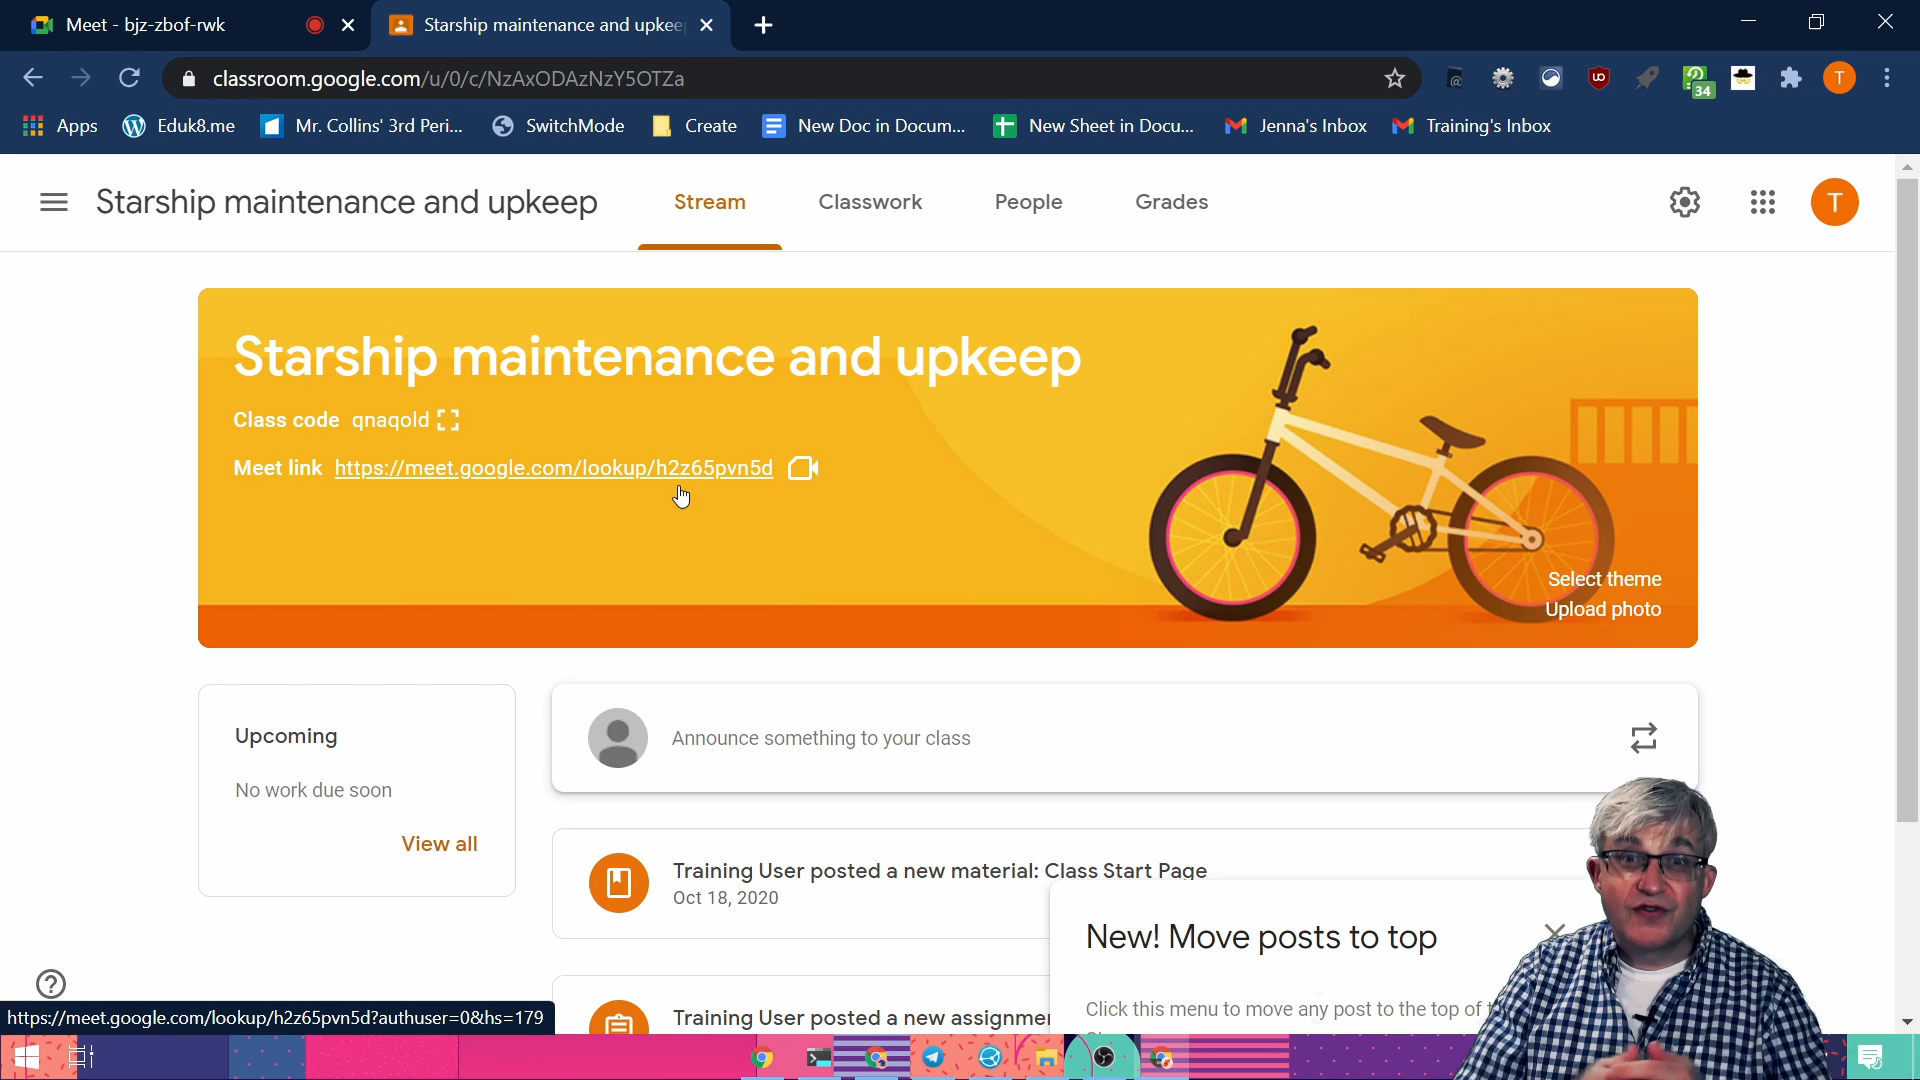 Meet - bjz-zbof-rwk
Starship maintenance and upkee
classroom.google.com/u/0/c/NzAxODAzNzY5OTZa
34
T
Apps
Eduk8.me
Mr. Collins' 3rd Peri...
SwitchMode
Create
New Doc in Docum...
New Sheet in Docu...
Jenna's Inbox
Training's Inbox
Starship maintenance and upkeep
Stream
Classwork
People
Grades
T
Starship maintenance and upkeep
Class code qnaqold
Meet link https://meet.google.com/lookup/h2z65pvn5d
Select theme
Upload photo
Upcoming
No work due soon
View all
Announce something to your class
Training User posted a new material: Class Start Page
Oct 18, 2020
New! Move posts to top
Click this menu to move any post to the top of
Training User posted a new assignme
https://meet.google.com/lookup/h2z65pvn5d?authuser=0&hs=179